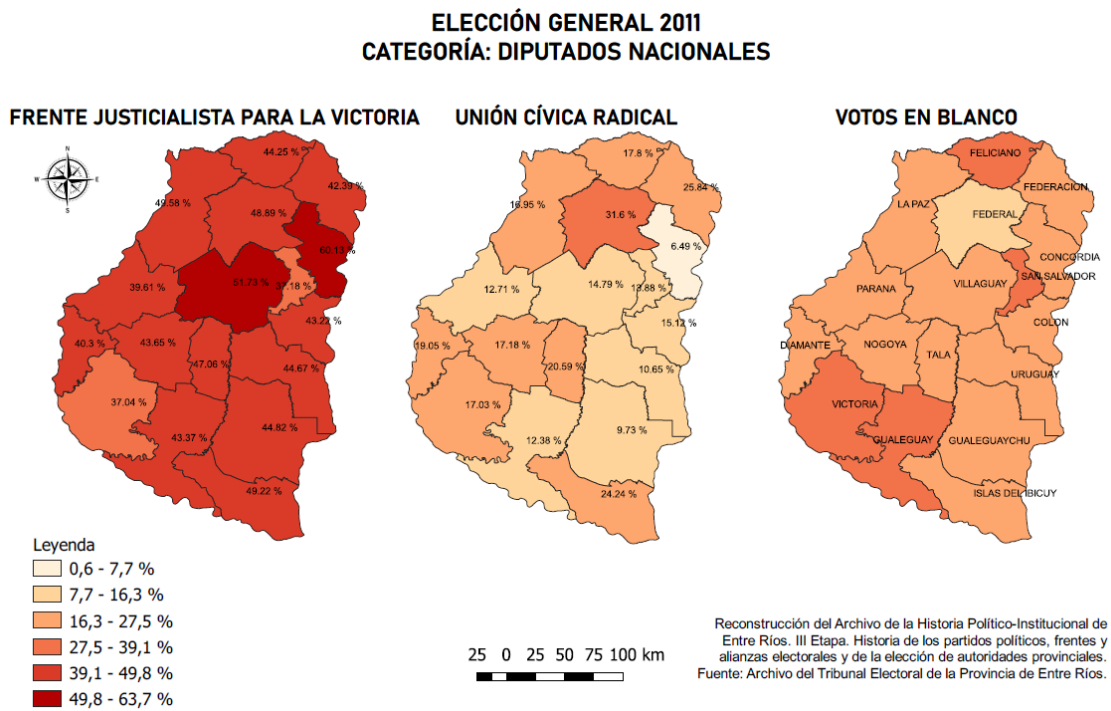 ELECCIÓN GENERAL 2011
CATEGORÍA: DIPUTADOS NACIONALES
FRENTE JUSTICIALISTA PARA LA VICTORIA
N
W E
S
44.25 %
42.39 %
49.58 %
48.89 %
60.13 %
51.73 %
37.18 %
39.61 %
43.22 %
40.3 %
43.65 %
47.06 %
44.67 %
37.04 %
43.37 %
44.82 %
49.22 %
UNIÓN CÍVICA RADICAL
17.8 %
25.84 %
16.95 %
31.6 %
6.49 %
14.79 %
13.88 %
12.71 %
15.12 %
19.05 %
17.18 %
20.59 %
10.65 %
17.03 %
12.38 %
9.73 %
24.24 %
VOTOS EN BLANCO
FELICIANO
FEDERACION
LA PAZ
FEDERAL
CONCORDIA
SAN SALVADOR
VILLAGUAY
PARANA
COLON
DIAMANTE
NOGOYA
TALA
URUGUAY
VICTORIA
GUALEGUAY
GUALEGUAYCHU
ISLAS DEL IBICUY
Leyenda
0,6 - 7,7 %
7,7 - 16,3 %
16,3 - 27,5 %
27,5 - 39,1 %
39,1 - 49,8 %
49,8 - 63,7 %
25 0 25 50 75 100 km
Reconstrucción del Archivo de la Historia Político-Institucional de
Entre Ríos. III Etapa. Historia de los partidos políticos, frentes y
alianzas electorales y de la elección de autoridades provinciales.
Fuente: Archivo del Tribunal Electoral de la Provincia de Entre Ríos.